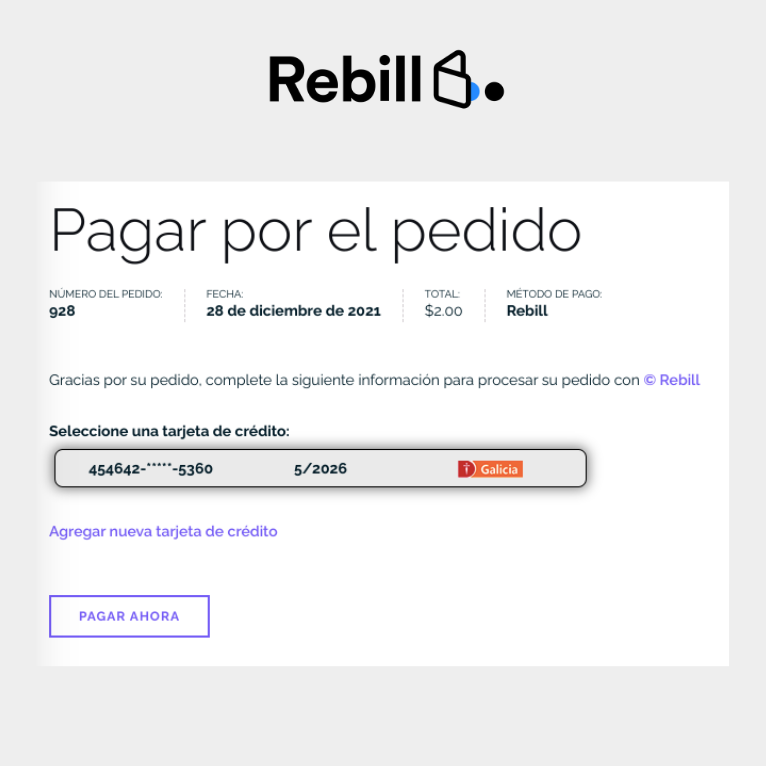 Rebill
Pagar por el pedido
NÚMERO DEL PEDIDO: FECHA: TOTAL: MÉTODO DE PAGO:
928 28 de diciembre de 2021 $2.00 Rebill
Gracias por su pedido, complete la siguiente información para procesar su pedido con © Rebill
Seleccione una tarjeta de crédito:
454642-*****-5360 5/2026 Galicia
Agregar nueva tarjeta de crédito
PAGAR AHORA